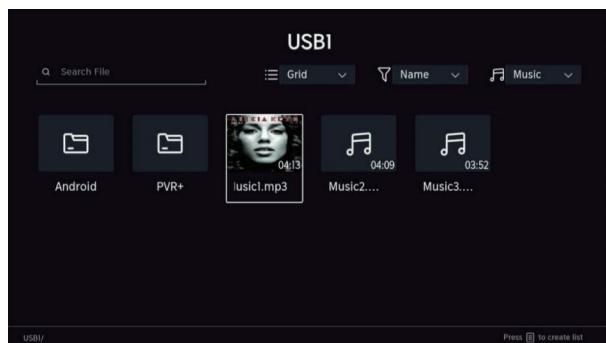 USB1
Search File
Grid
Name
Music
04:13
04:09
03:52
Android
PVR+
usic1.mp3
Music2....
Music3....
USB1/
Press to create list